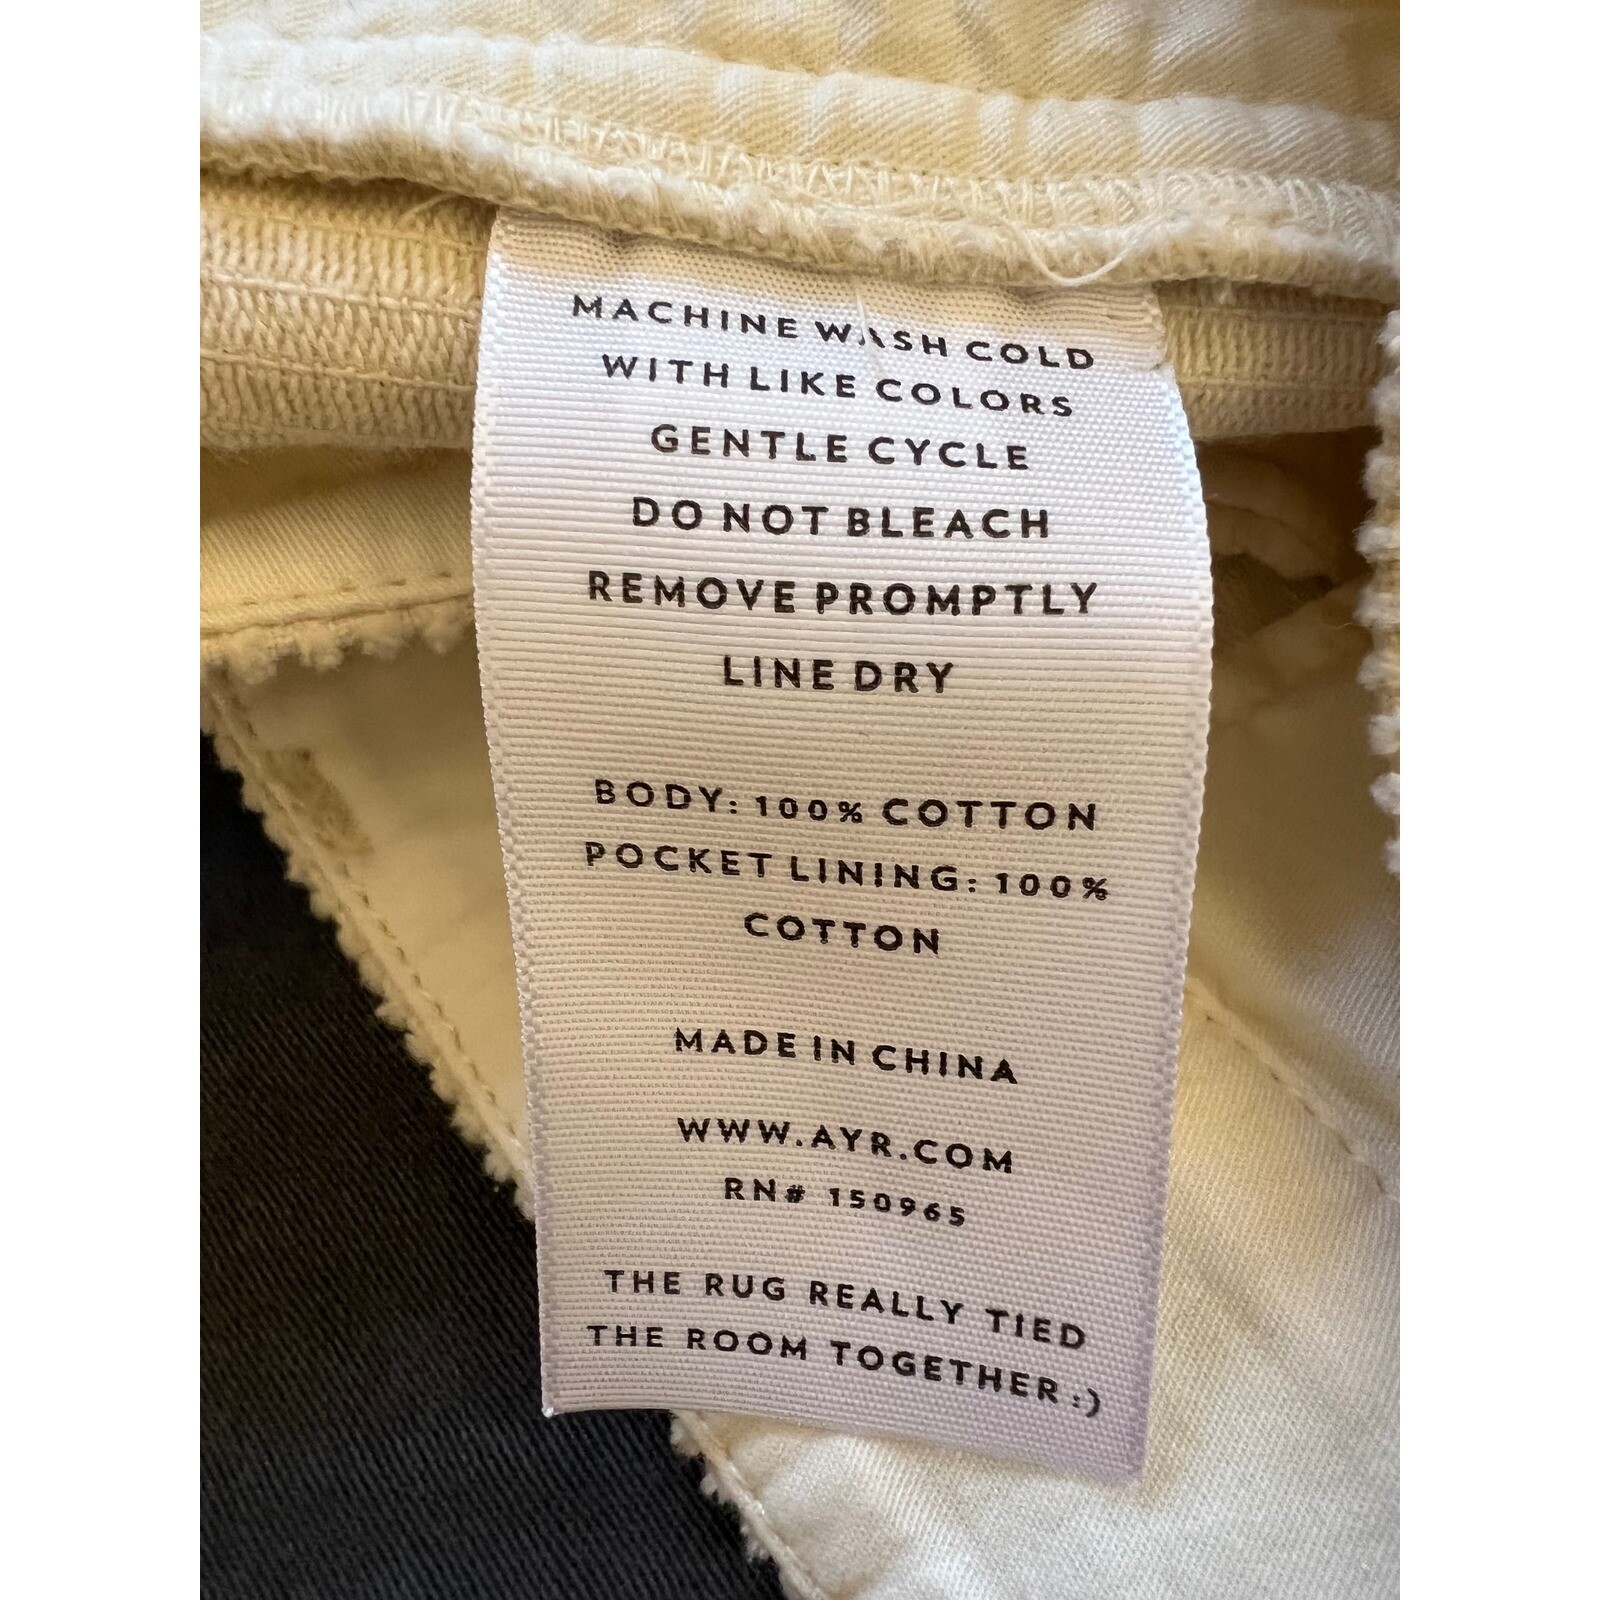 MACHINE WASH COLD
WITH LIKE COLORS
GENTLE CYCLE
DO NOT BLEACH
REMOVE PROMPTLY
LINE DRY
BODY: 100% COTTON
POCKET LINING: 100%
COTTON
MADE IN CHINA
WWW.AYR.COM
RN# 150965
THE RUG REALLY TIED
THE ROOM TOGETHER :)